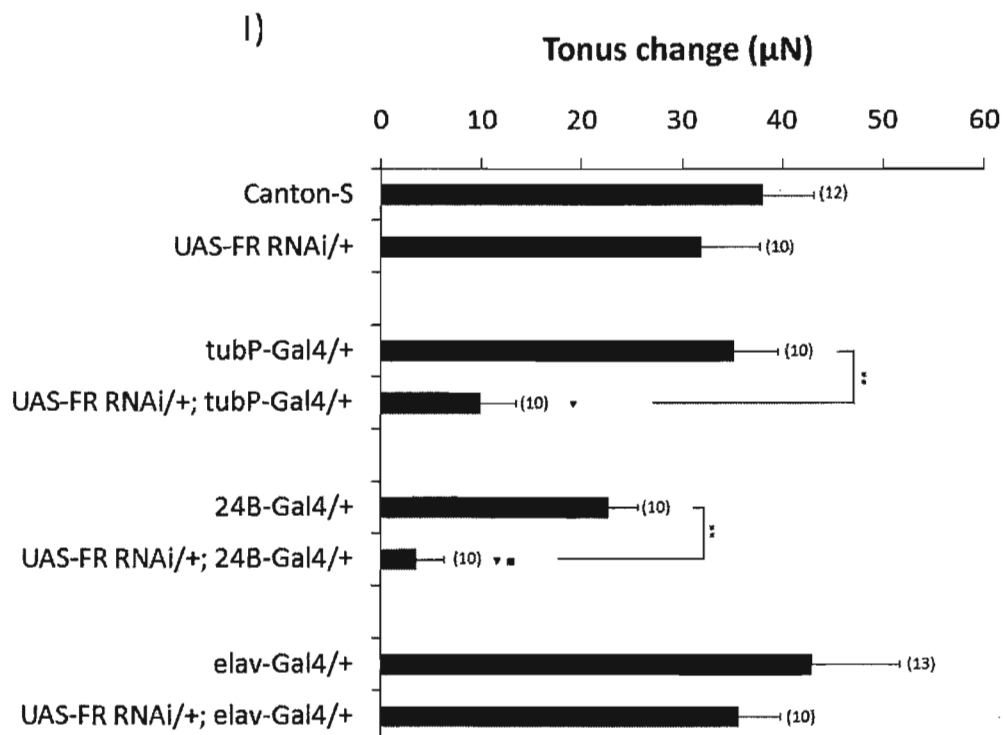 I)
Tonus change (µN)
0 10 20 30 40 50 60
Canton-S (12)
UAS-FR RNAi/+ (10)
tubP-Gal4/+ (10)
**
UAS-FR RNAi/+; tubP-Gal4/+ (10)
24B-Gal4/+ (10)
**
UAS-FR RNAi/+; 24B-Gal4/+ (10)
elav-Gal4/+ (13)
UAS-FR RNAi/+; elav-Gal4/+ (10)